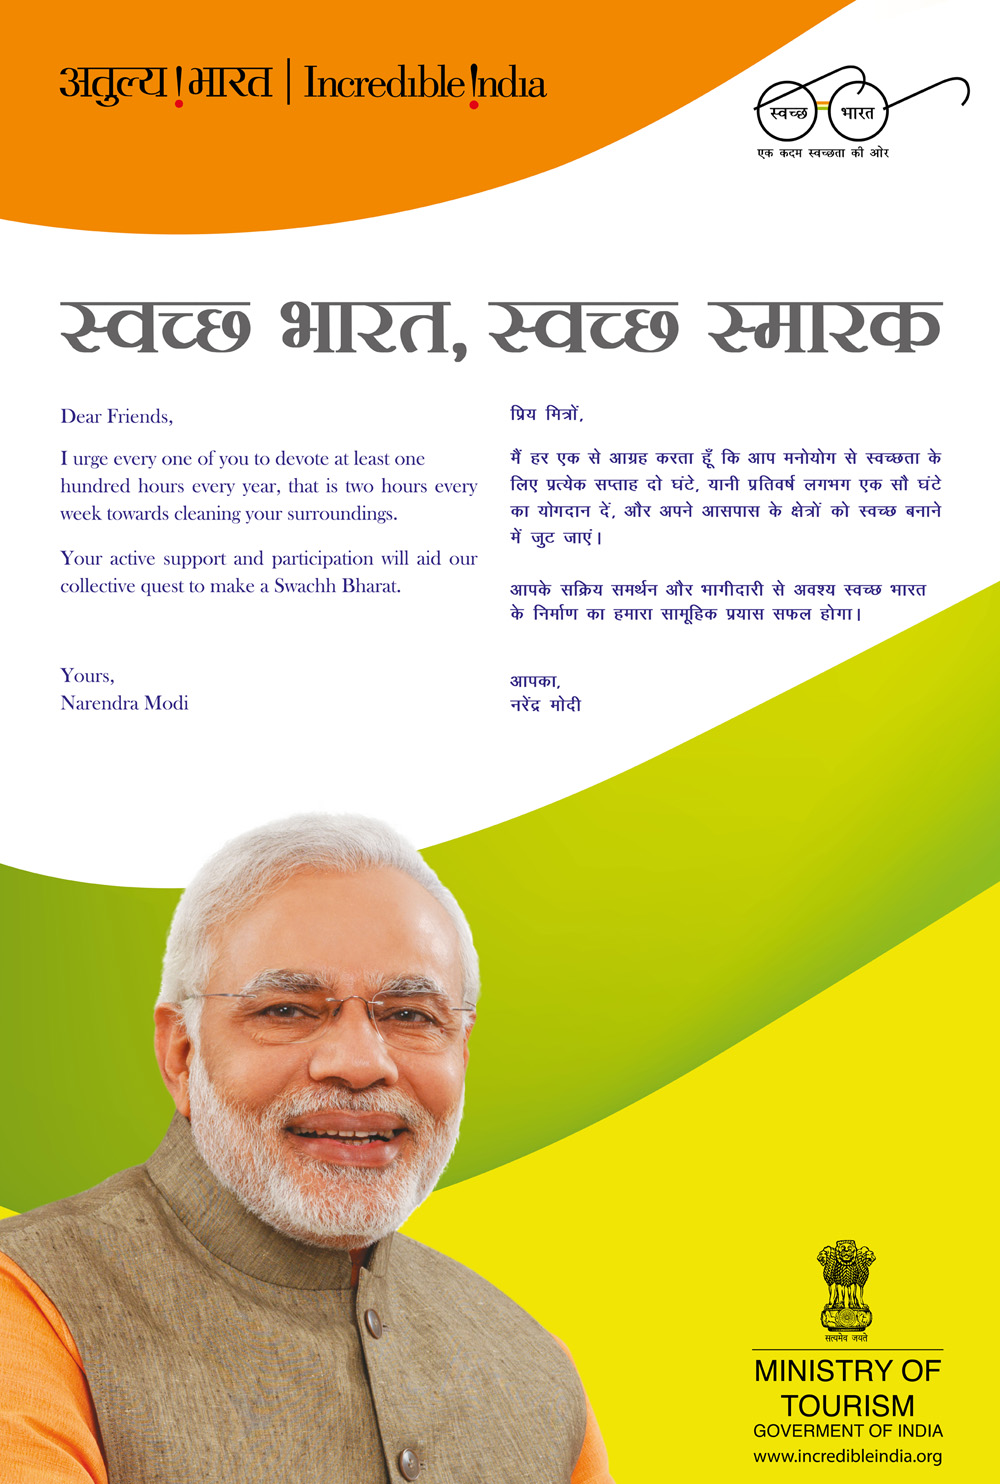 अतुल्य!भारत | Incredıble!ndıa
स्वच्छ भारत
एक कदम स्वच्छता की ओर
स्वच्छ भारत, स्वच्छ स्मारक
Dear Friends,
I urge every one of you to devote at least one
hundred hours every year, that is two hours every
week towards cleaning your surroundings.
Your active support and participation will aid our
collective quest to make a Swachh Bharat.
Yours,
Narendra Modi
प्रिय मित्रों,
मैं हर एक से आग्रह करता हूँ कि आप मनोयोग से स्वच्छता के
लिए प्रत्येक सप्ताह दो घंटे, यानी प्रतिवर्ष लगभग एक सौ घंटे
का योगदान दें, और अपने आसपास के क्षेत्रों को स्वच्छ बनाने
में जुट जाएं।
आपके सक्रिय समर्थन और भागीदारी से अवश्य स्वच्छ भारत
के निर्माण का हमारा सामूहिक प्रयास सफल होगा।
आपका,
नरेंद्र मोदी
सत्यमेव जयते
MINISTRY OF
TOURISM
GOVERMENT OF INDIA
www.incredibleindia.org